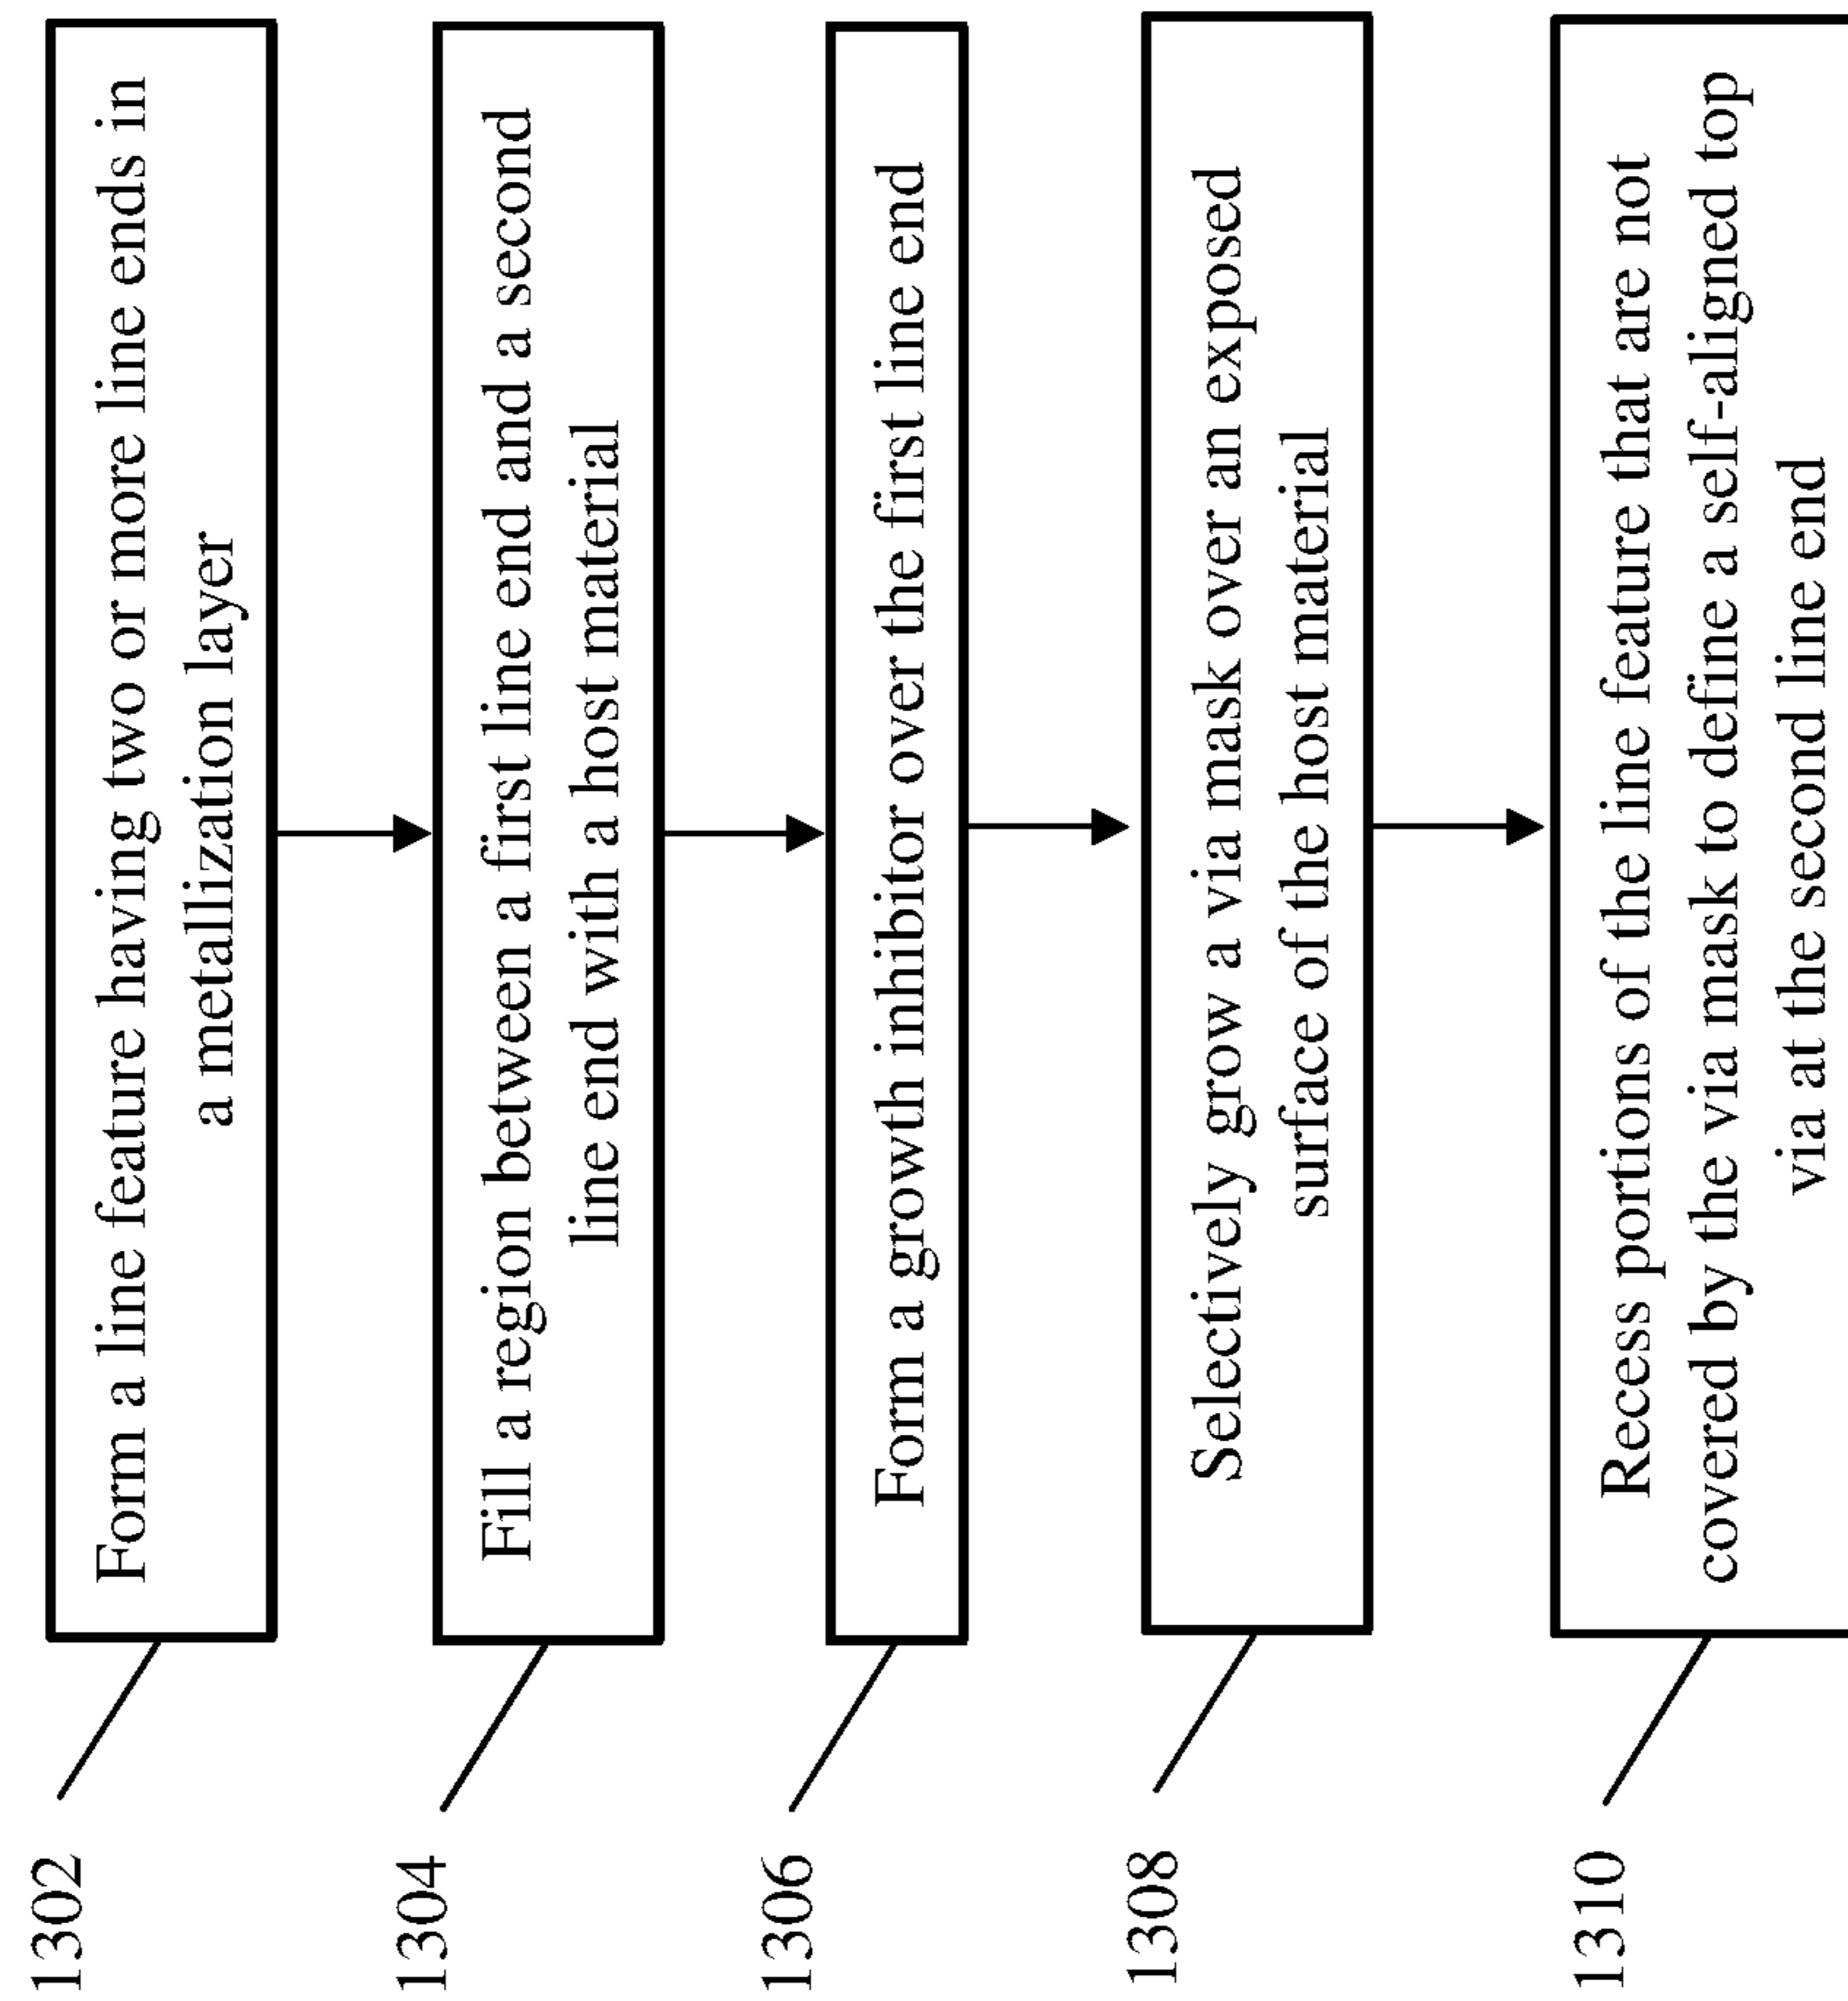 1302
Form a line feature having two or more line ends in
a metallization layer
1304
Fill a region between a first line end and a second
line end with a host material
1306
Form a growth inhibitor over the first line end
1308
Selectively grow a via mask over an exposed
surface of the host material
1310
Recess portions of the line feature that are not
covered by the via mask to define a self-aligned top
via at the second line end